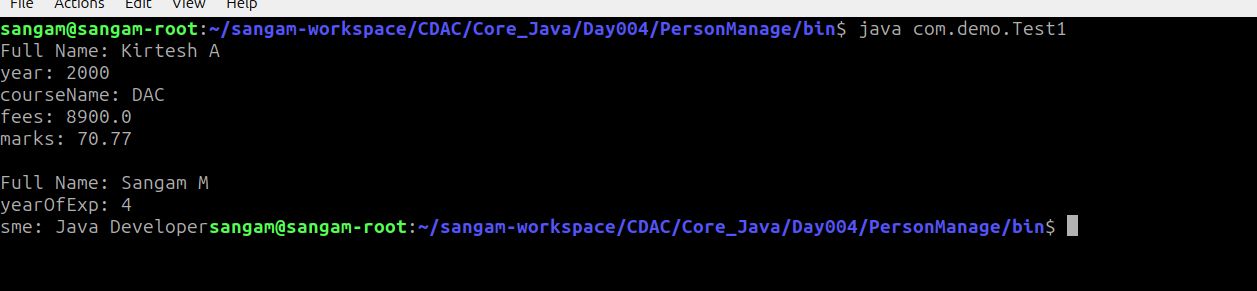 File Actions Edit View Help
sangam@sangam-root:~/sangam-workspace/CDAC/Core_Java/Day004/PersonManage/bin$ java com.demo.Test1
Full Name: Kirtesh A
year: 2000
courseName: DAC
fees: 8900.0
marks: 70.77
Full Name: Sangam M
yearOfExp: 4
sme: Java Developersangam@sangam-root:~/sangam-workspace/CDAC/Core_Java/Day004/PersonManage/bin$